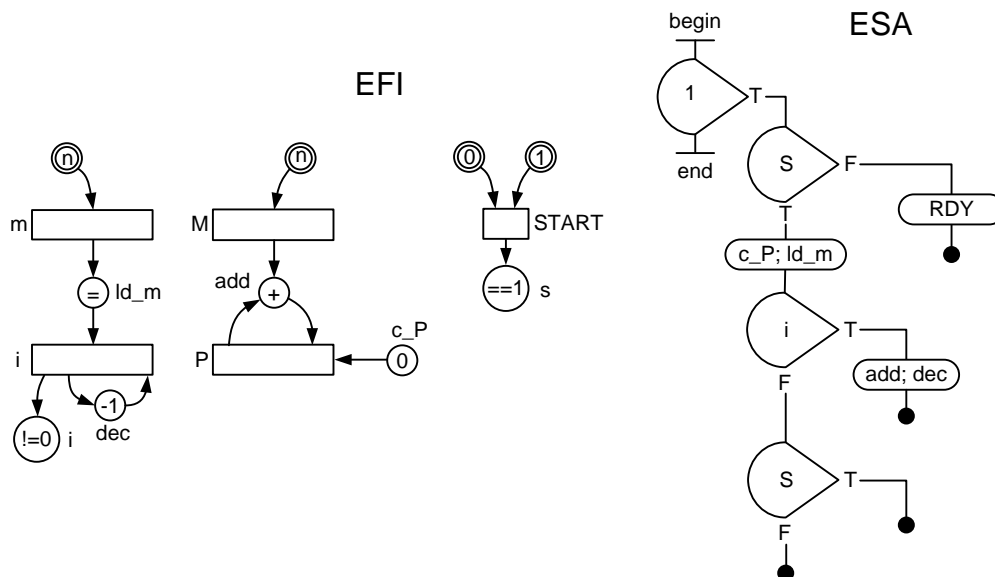 EFI
n
m
=
ld_m
i
-1
dec
!=0
i
n
M
add
+
P
c_P
0
0
1
START
==1
s
ESA
begin
1
T
end
S
F
RDY
T
c_P; ld_m
i
T
add; dec
F
S
T
F